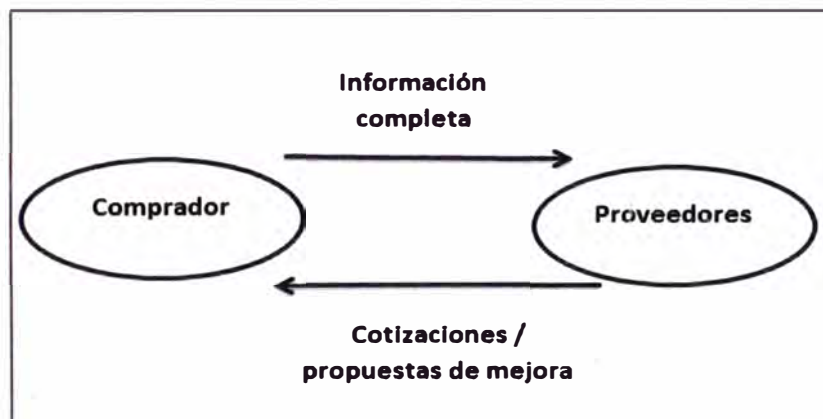 Información
completa
Comprador
Proveedores
Cotizaciones /
propuestas de mejora